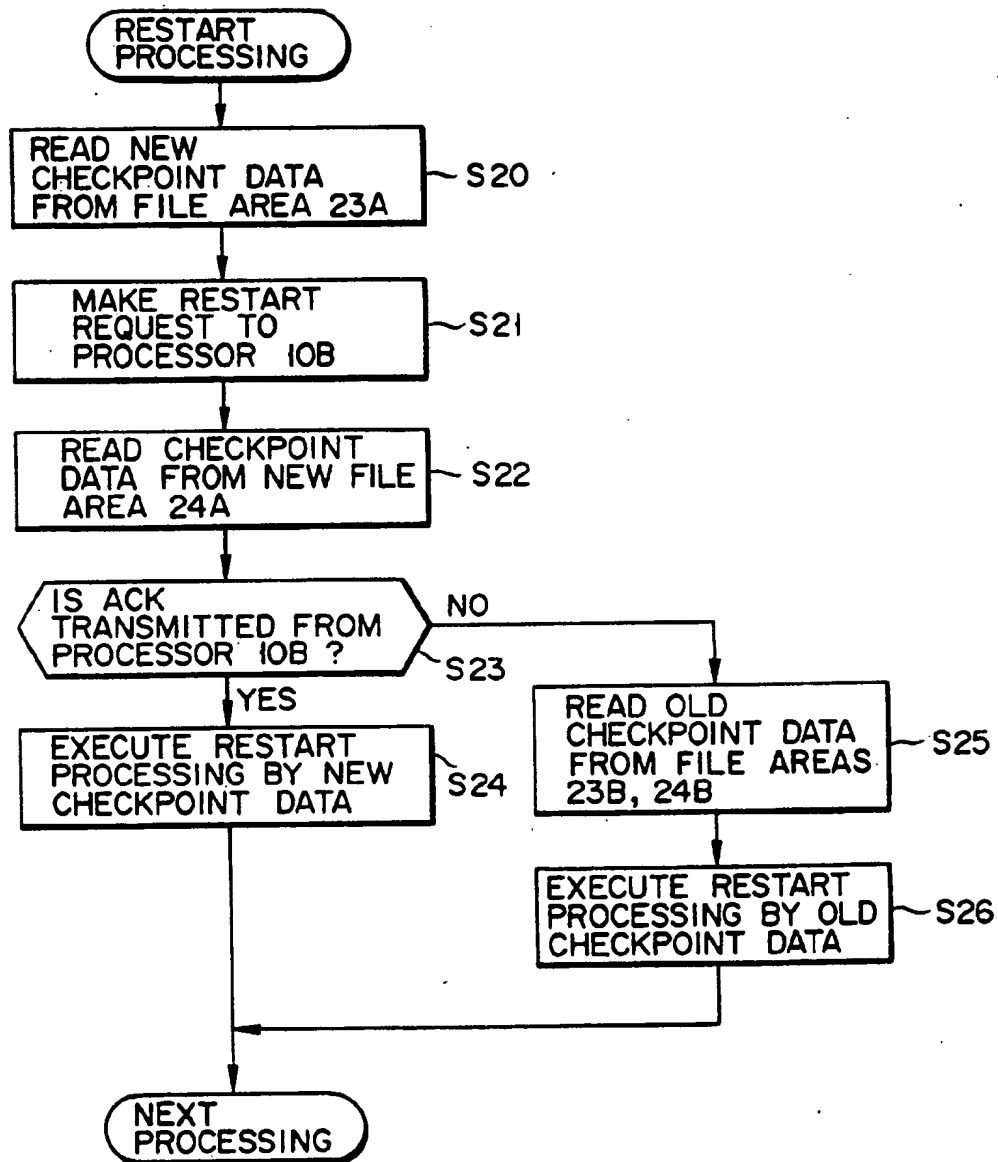 RESTART
PROCESSING
READ NEW
CHECKPOINT DATA
FROM FILE AREA 23A
S20
MAKE RESTART
REQUEST TO
PROCESSOR 10B
S21
READ CHECKPOINT
DATA FROM NEW FILE
AREA 24A
S22
IS ACK
TRANSMITTED FROM
PROCESSOR 10B ?
S23
NO
YES
EXECUTE RESTART
PROCESSING BY NEW
CHECKPOINT DATA
S24
READ OLD
CHECKPOINT DATA
FROM FILE AREAS
23B, 24B
S25
EXECUTE RESTART
PROCESSING BY OLD
CHECKPOINT DATA
S26
NEXT
PROCESSING